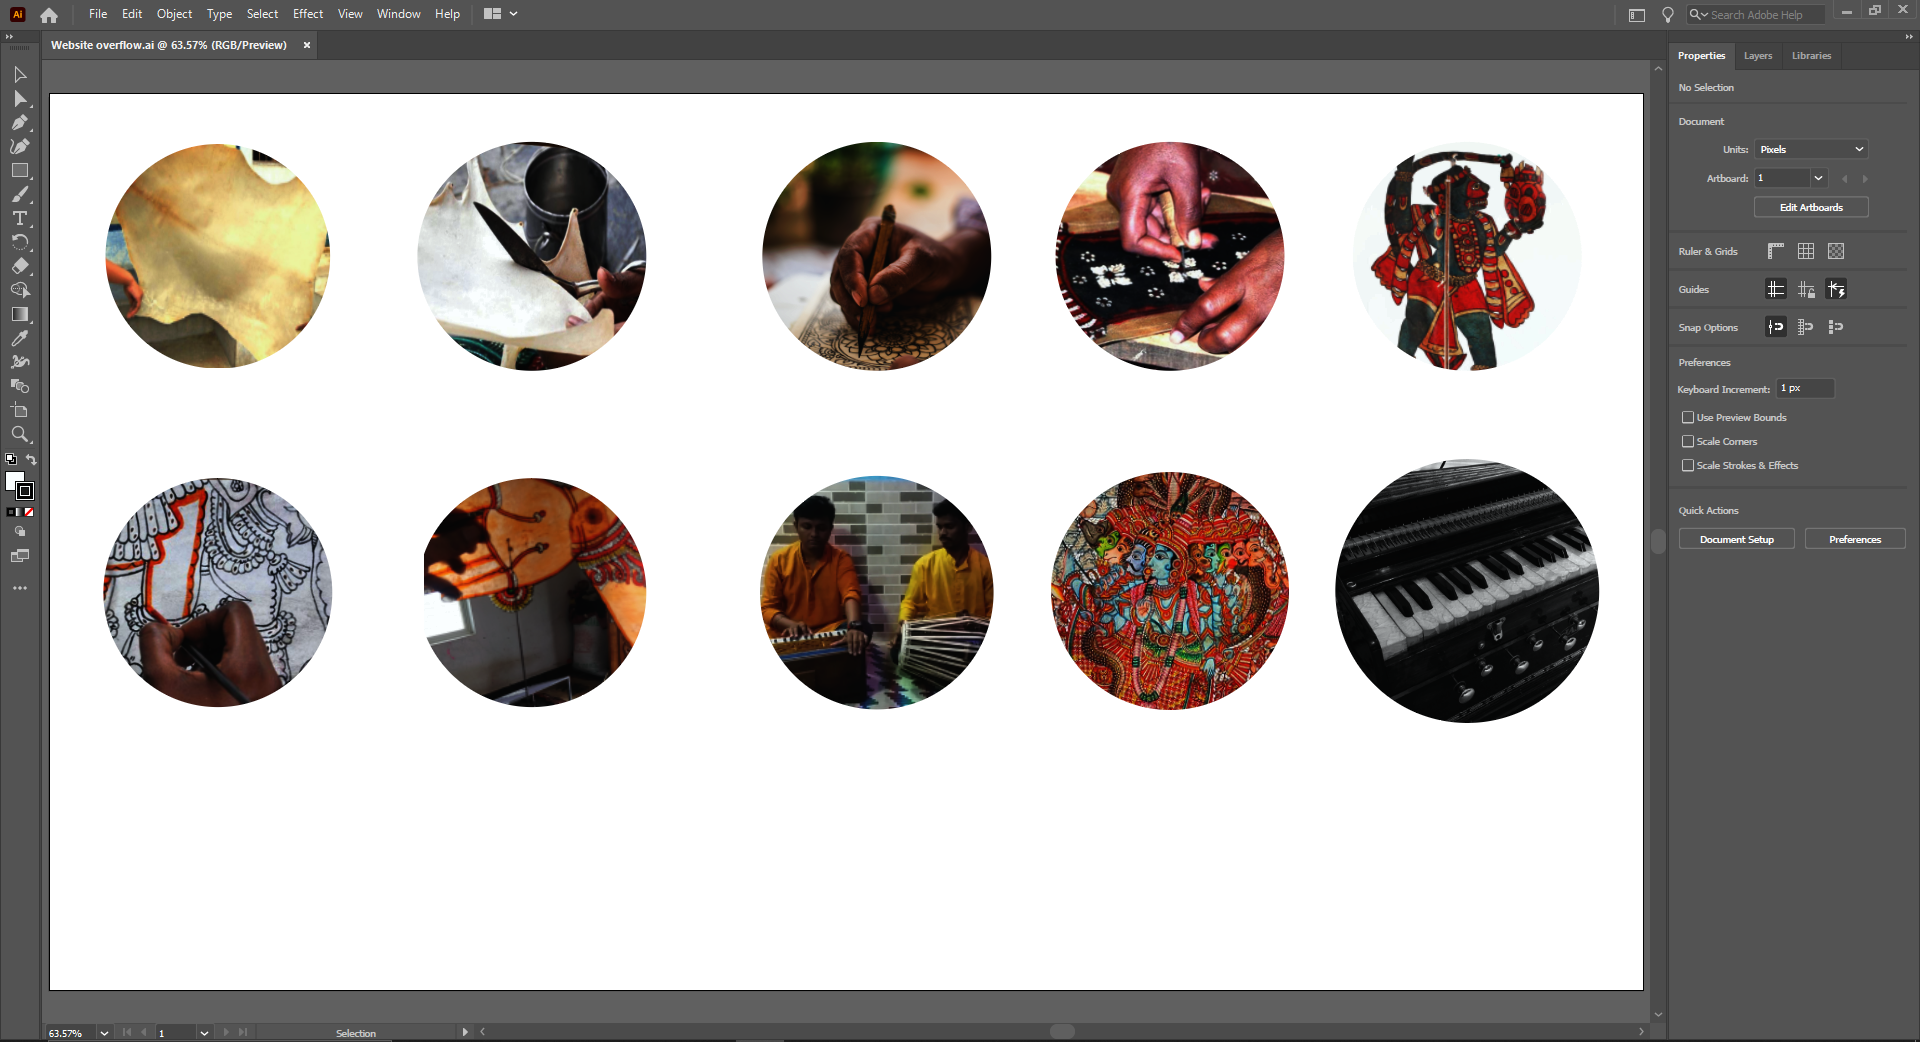 Ai File Edit Object Type Select Effect View Window Help Search Adobe Help
Website overflow.ai @ 63.57% (RGB/Preview) ×
Properties Layers Libraries
No Selection
Document
Units: Pixels
Artboard: 1
Edit Artboards
Ruler & Grids
Guides
Snap Options
Preferences
Keyboard Increment: 1 px
Use Preview Bounds
Scale Corners
Scale Strokes & Effects
Quick Actions
Document Setup Preferences
63.57% 1 Selection